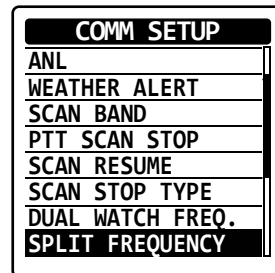 COMM SETUP
ANL
WEATHER ALERT
SCAN BAND
PTT SCAN STOP
SCAN RESUME
SCAN STOP TYPE
DUAL WATCH FREQ.
SPLIT FREQUENCY